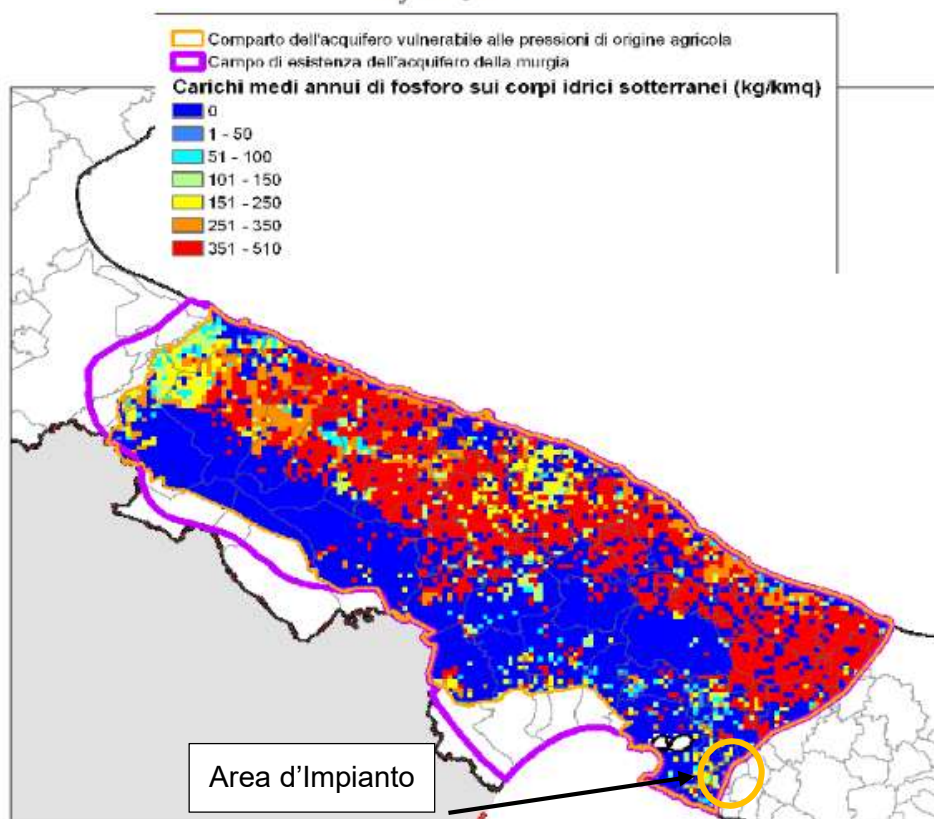 Comparto dell'acquifero vulnerabile alle pressioni di origine agricola
Campo di esistenza dell'acquifero della murgia
Carichi medi annui di fosforo sui corpi idrici sotterranei (kg/kmq)
0
1 - 50
51 - 100
101 - 150
151 - 250
251 - 350
351 - 510
Area d'Impianto